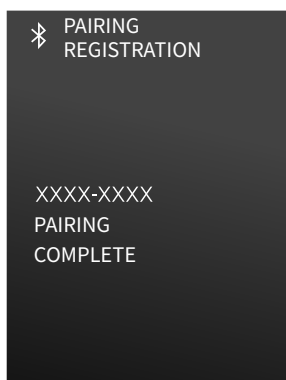 PAIRING
REGISTRATION
XXXX-XXXX
PAIRING
COMPLETE